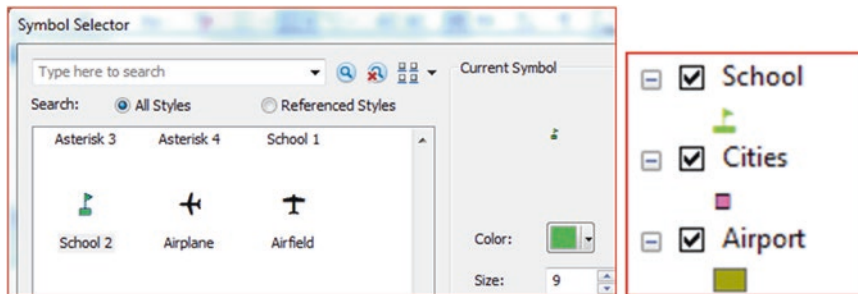 Symbol Selector
Type here to search
Current Symbol
Search: All Styles Referenced Styles
Asterisk 3 Asterisk 4 School 1
School 2 Airplane Airfield
Color:
Size: 9
School
Cities
Airport